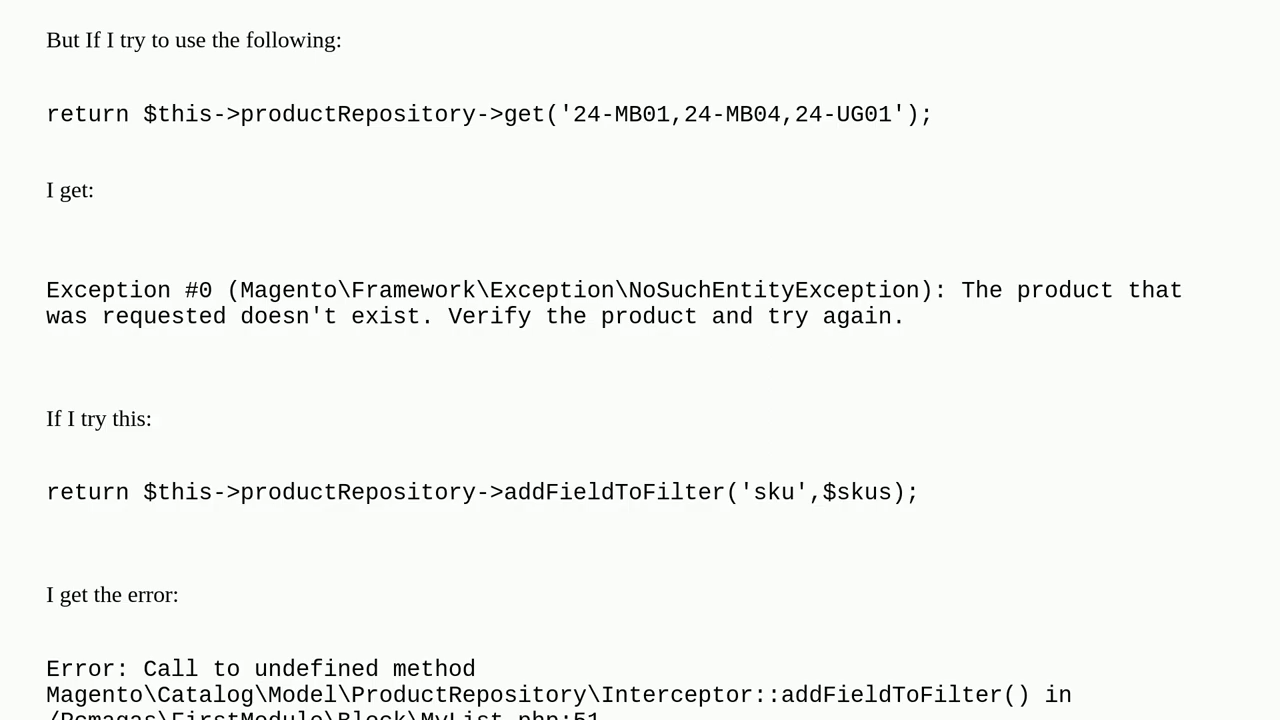 But If I try to use the following:
return $this->productRepository->get('24-MB01,24-MB04,24-UG01');
I get:
Exception #0 (Magento\Framework\Exception\NoSuchEntityException): The product that
was requested doesn't exist. Verify the product and try again.
If I try this:
return $this->productRepository->addFieldToFilter('sku',$skus);
I get the error:
Error: Call to undefined method
Magento\Catalog\Model\ProductRepository\Interceptor::addFieldToFilter() in